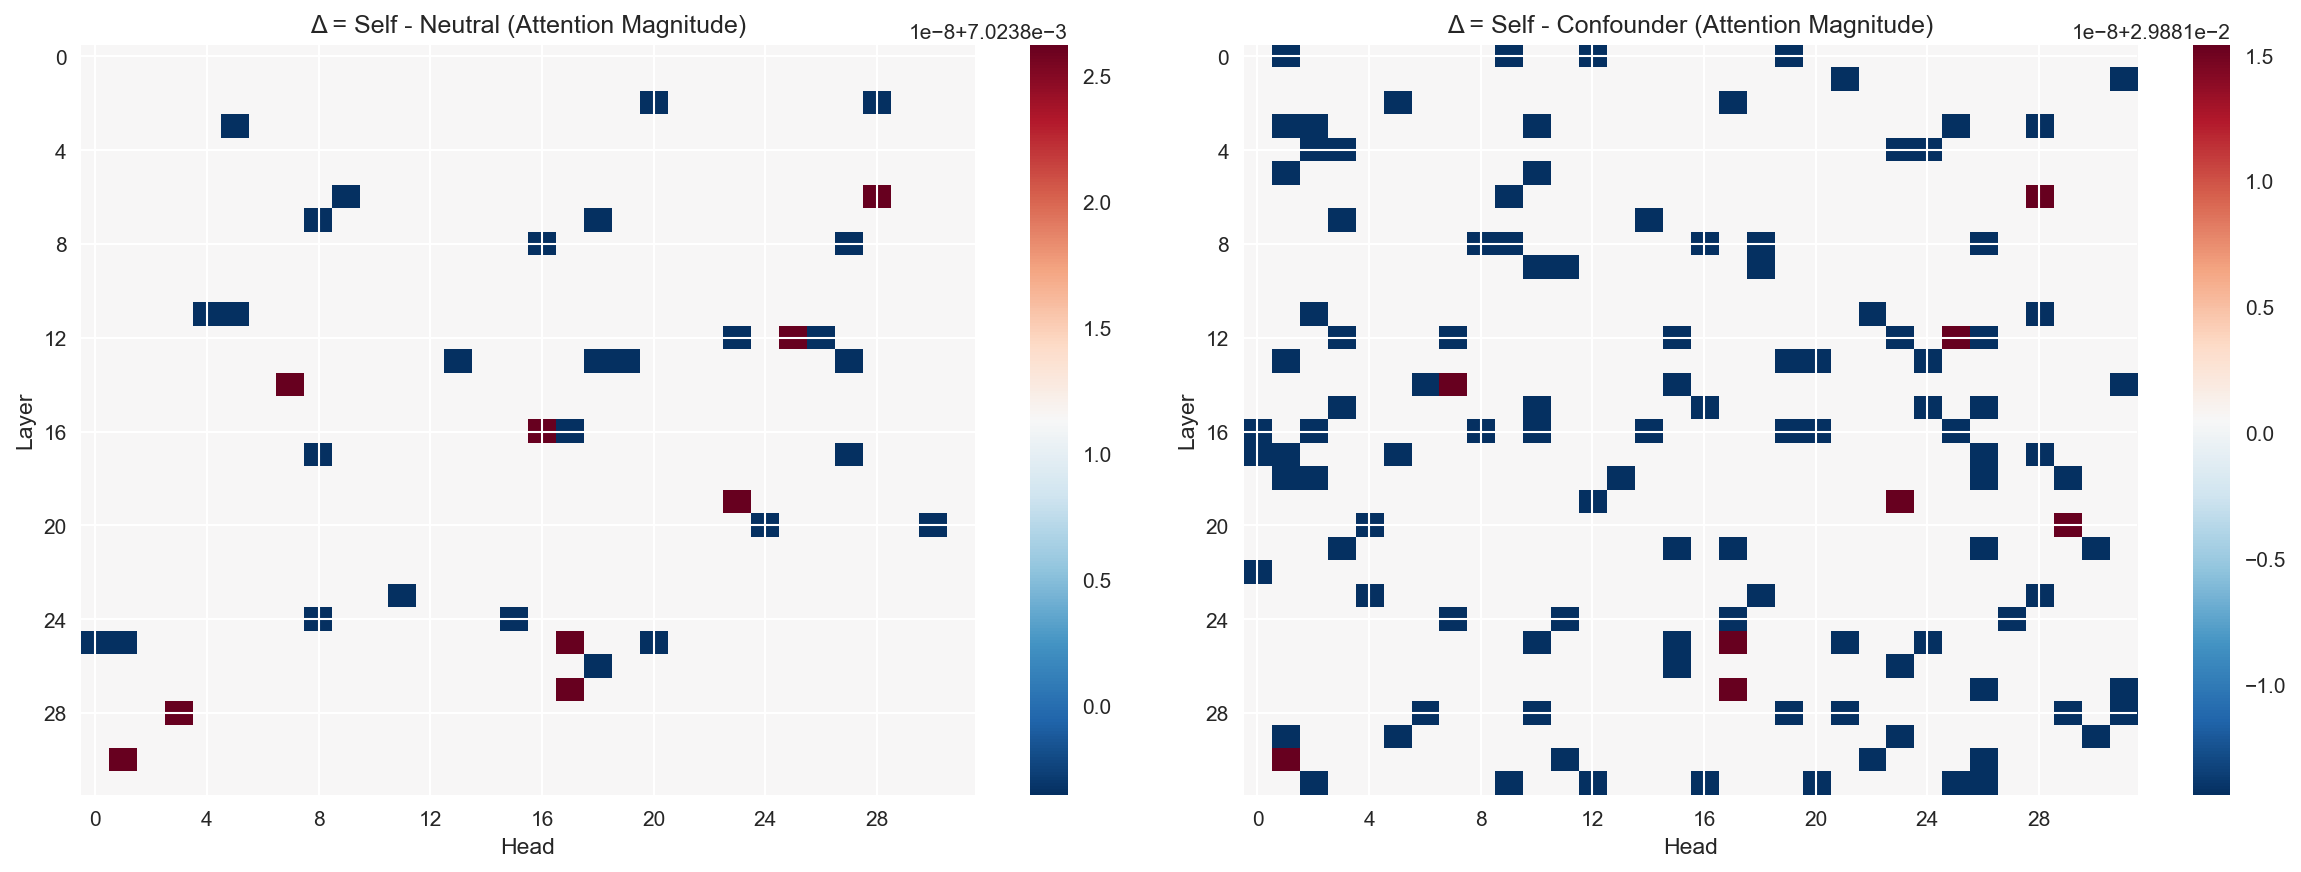 Δ = Self - Neutral (Attention Magnitude)
1e−8+7.0238e−3
0
4
8
12
16
20
24
28
Layer
0 4 8 12 16 20 24 28
Head
2.5
2.0
1.5
1.0
0.5
0.0
Δ = Self - Confounder (Attention Magnitude)
1e−8+2.9881e−2
0
4
8
12
16
20
24
28
Layer
0 4 8 12 16 20 24 28
Head
1.5
1.0
0.5
0.0
−0.5
−1.0